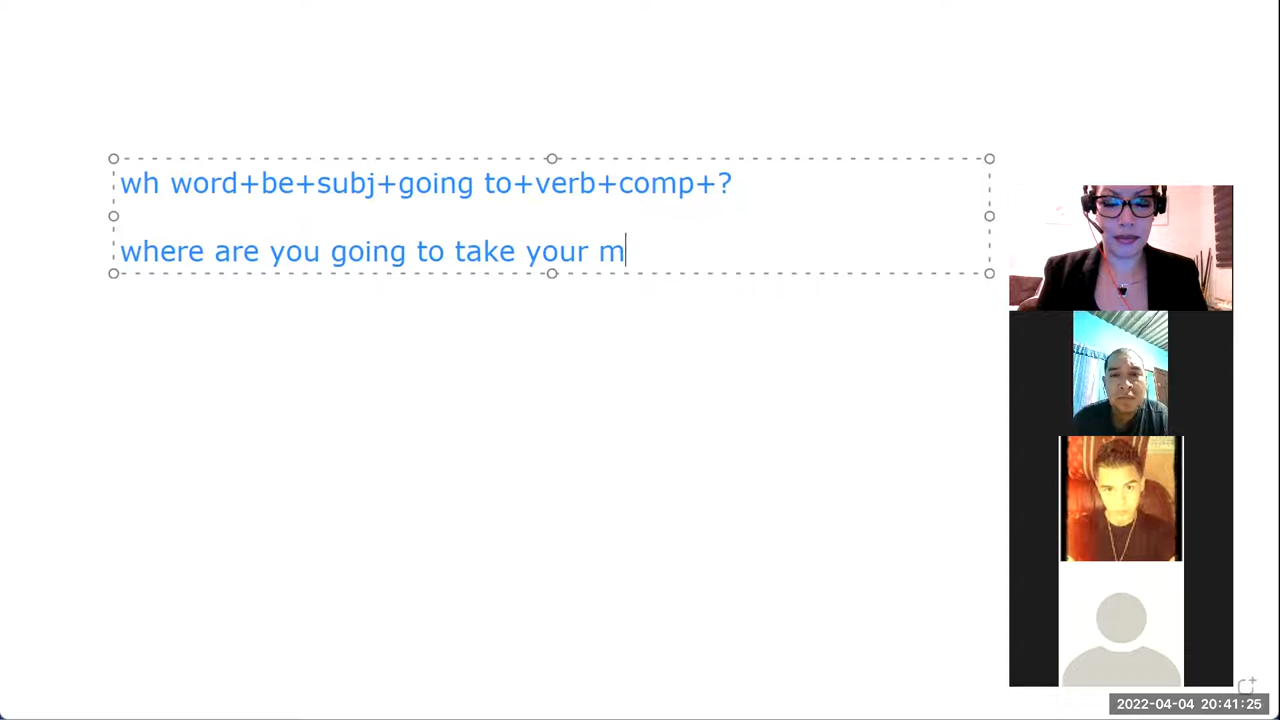 wh word+be+subj+going to+verb+comp+?
where are you going to take your m
2022-04-04 20:41:25